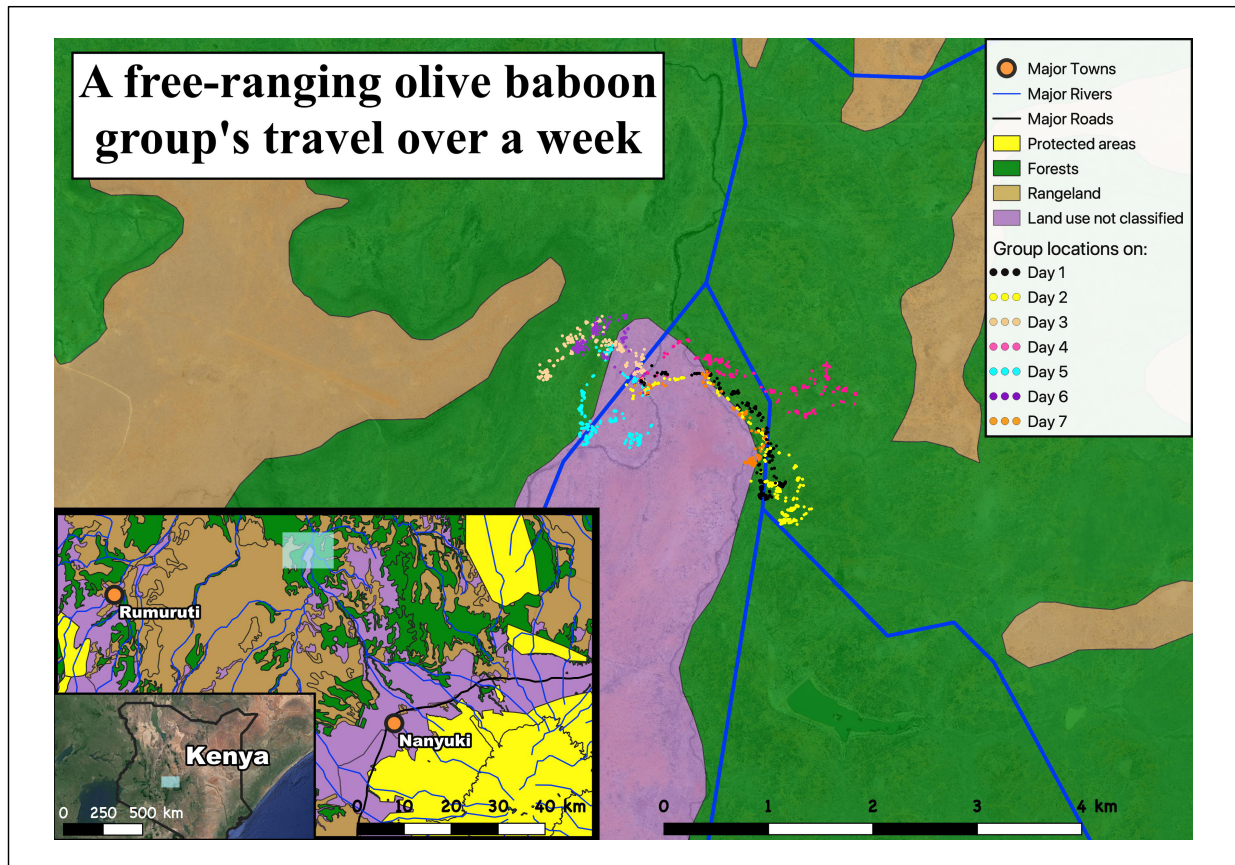 A free-ranging olive baboon
group's travel over a week
Major Towns
Major Rivers
Major Roads
Protected areas
Forests
Rangeland
Land use not classified
Group locations on:
Day 1
Day 2
Day 3
Day 4
Day 5
Day 6
Day 7
Rumuruti
Nanyuki
Kenya
0 250 500 km
0 10 20 30 40 km
0 1 2 3 4 km